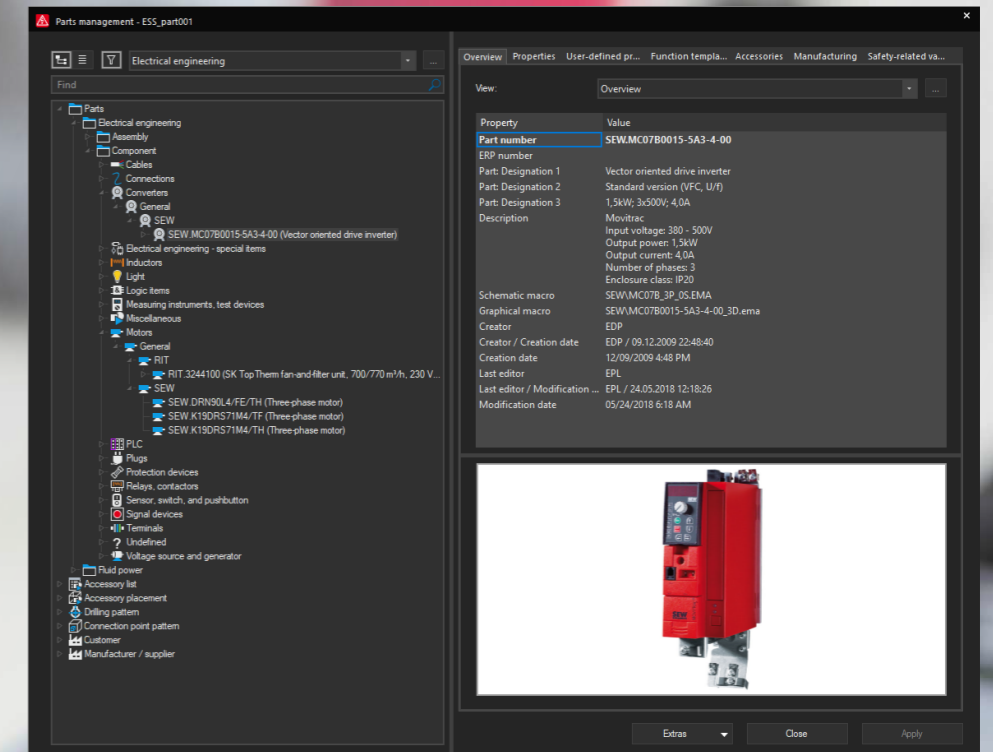 Parts management - ESS_part001
Electrical engineering
...
Find
Parts
Electrical engineering
Assembly
Component
Cables
Connections
Converters
General
SEW
SEW.MC07B0015-5A3-4-00 (Vector oriented drive inverter)
Electrical engineering - special items
Inductors
Light
Logic items
Measuring instruments, test devices
Miscellaneous
Motors
General
RIT
RIT.3244100 (SK TopTherm fan-and-filter unit, 700/770 m³/h, 230 V...
SEW
SEW.DRN90L4/FE/TH (Three-phase motor)
SEW.K19DRS71M4/TF (Three-phase motor)
SEW.K19DRS71M4/TH (Three-phase motor)
PLC
Plugs
Protection devices
Relays, contactors
Sensor, switch, and pushbutton
Signal devices
Terminals
Undefined
Voltage source and generator
Fluid power
Accessory list
Accessory placement
Drilling pattern
Connection point pattern
Customer
Manufacturer / supplier
Overview Properties User-defined pr... Function templa... Accessories Manufacturing Safety-related va...
View: Overview ...
Property Value
Part number SEW.MC07B0015-5A3-4-00
ERP number
Part: Designation 1 Vector oriented drive inverter
Part: Designation 2 Standard version (VFC, U/f)
Part: Designation 3 1,5kW; 3x500V; 4,0A
Description Movitrac
Input voltage: 380 - 500V
Output power: 1,5kW
Output current: 4,0A
Number of phases: 3
Enclosure class: IP20
Schematic macro SEW\MC07B_3P_0S.EMA
Graphical macro SEW\MC07B0015-5A3-4-00_3D.ema
Creator EDP
Creator / Creation date EDP / 09.12.2009 22:48:40
Creation date 12/09/2009 4:48 PM
Last editor EPL
Last editor / Modification ... EPL / 24.05.2018 12:18:26
Modification date 05/24/2018 6:18 AM
SEW
Extras Close Apply